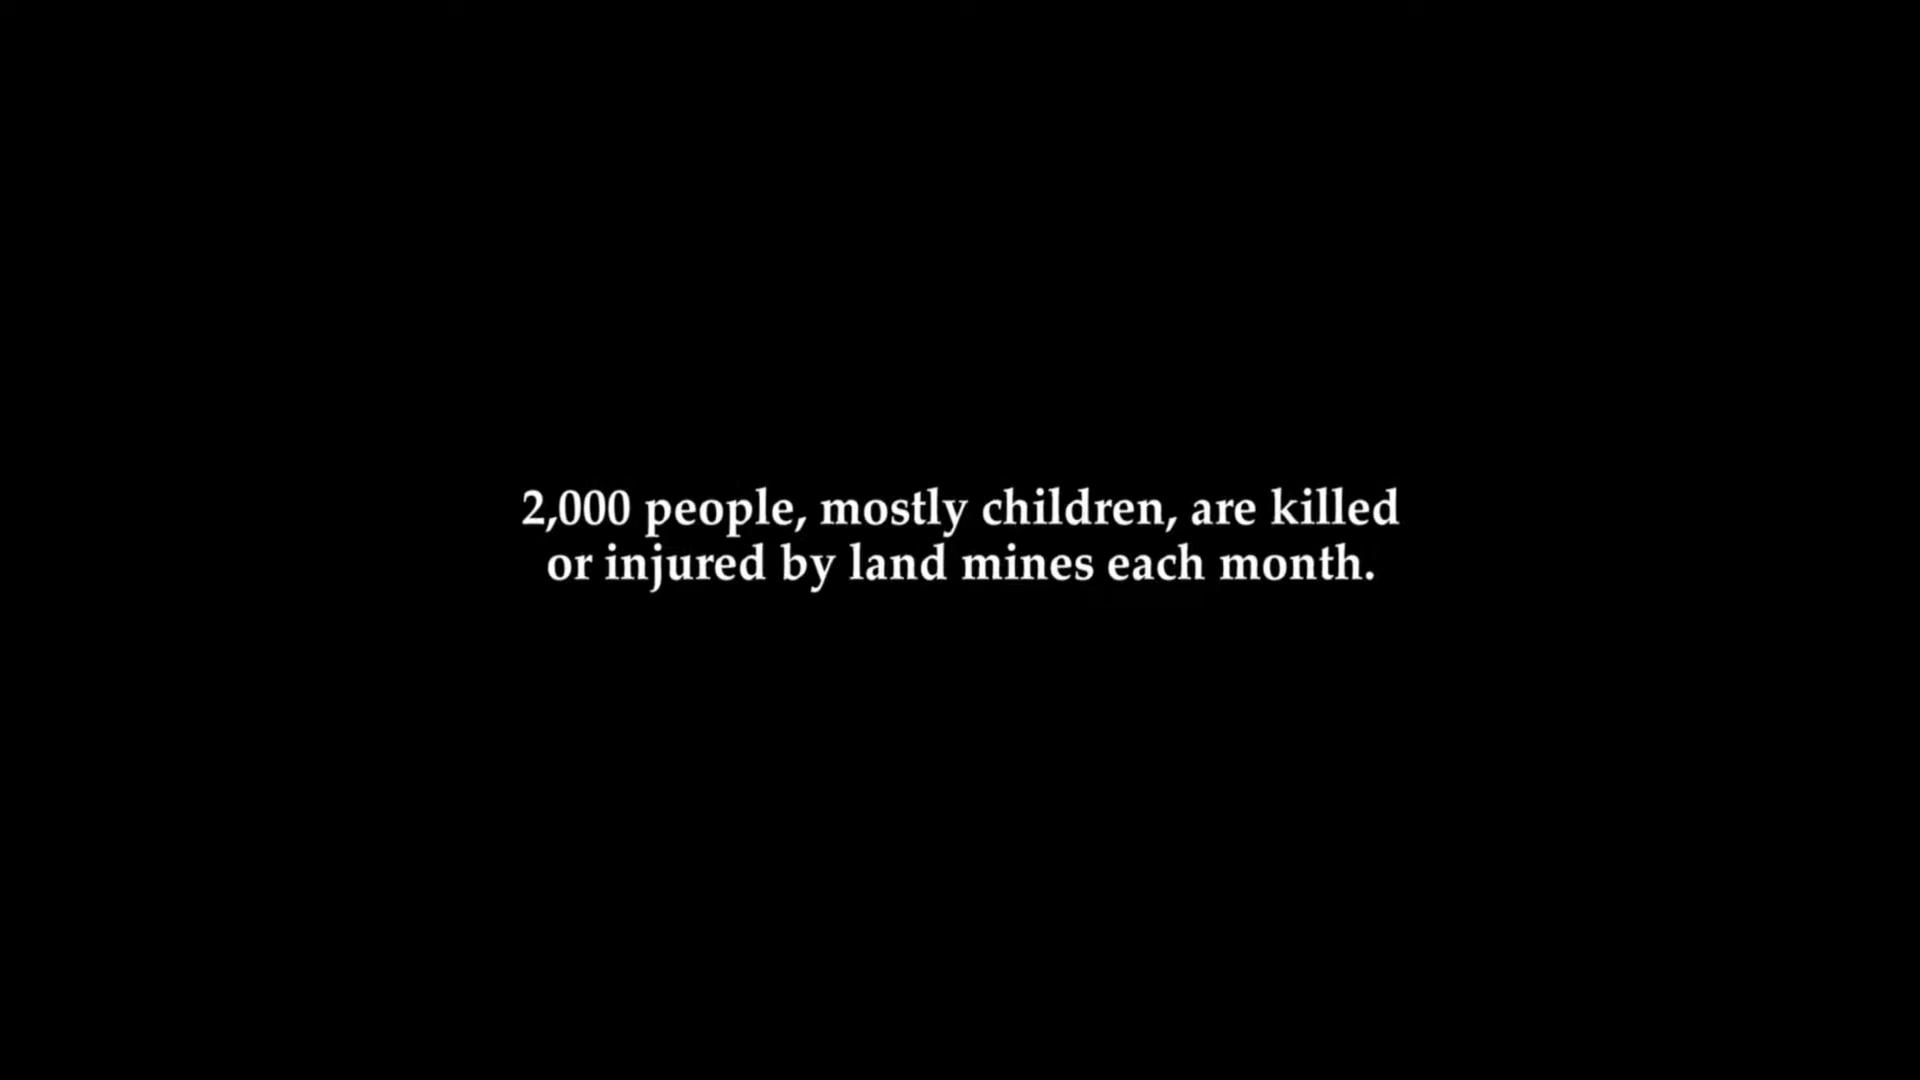 2,000 people, mostly children, are killed
or injured by land mines each month.